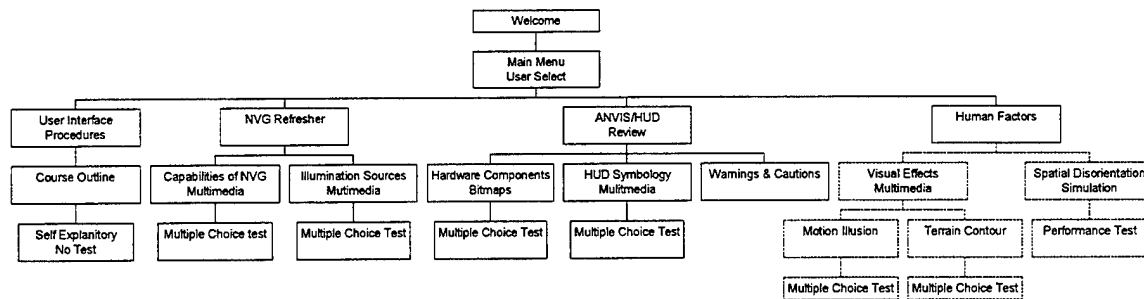 Welcome
Main Menu
User Select
User Interface
Procedures
NVG Refresher
ANVIS/HUD
Review
Human Factors
Course Outline
Capabilities of NVG
Multimedia
Illumination Sources
Mutimedia
Hardware Components
Bitmaps
HUD Symbology
Mulitmedia
Warnings & Cautions
Visual Effects
Multimedia
Spatial Disorientation
Simulation
Self Explanitory
No Test
Multiple Choice test
Multiple Choice Test
Multiple Choice Test
Multiple Choice Test
Motion Illusion
Terrain Contour
Performance Test
Multiple Choice Test
Multiple Choice Test